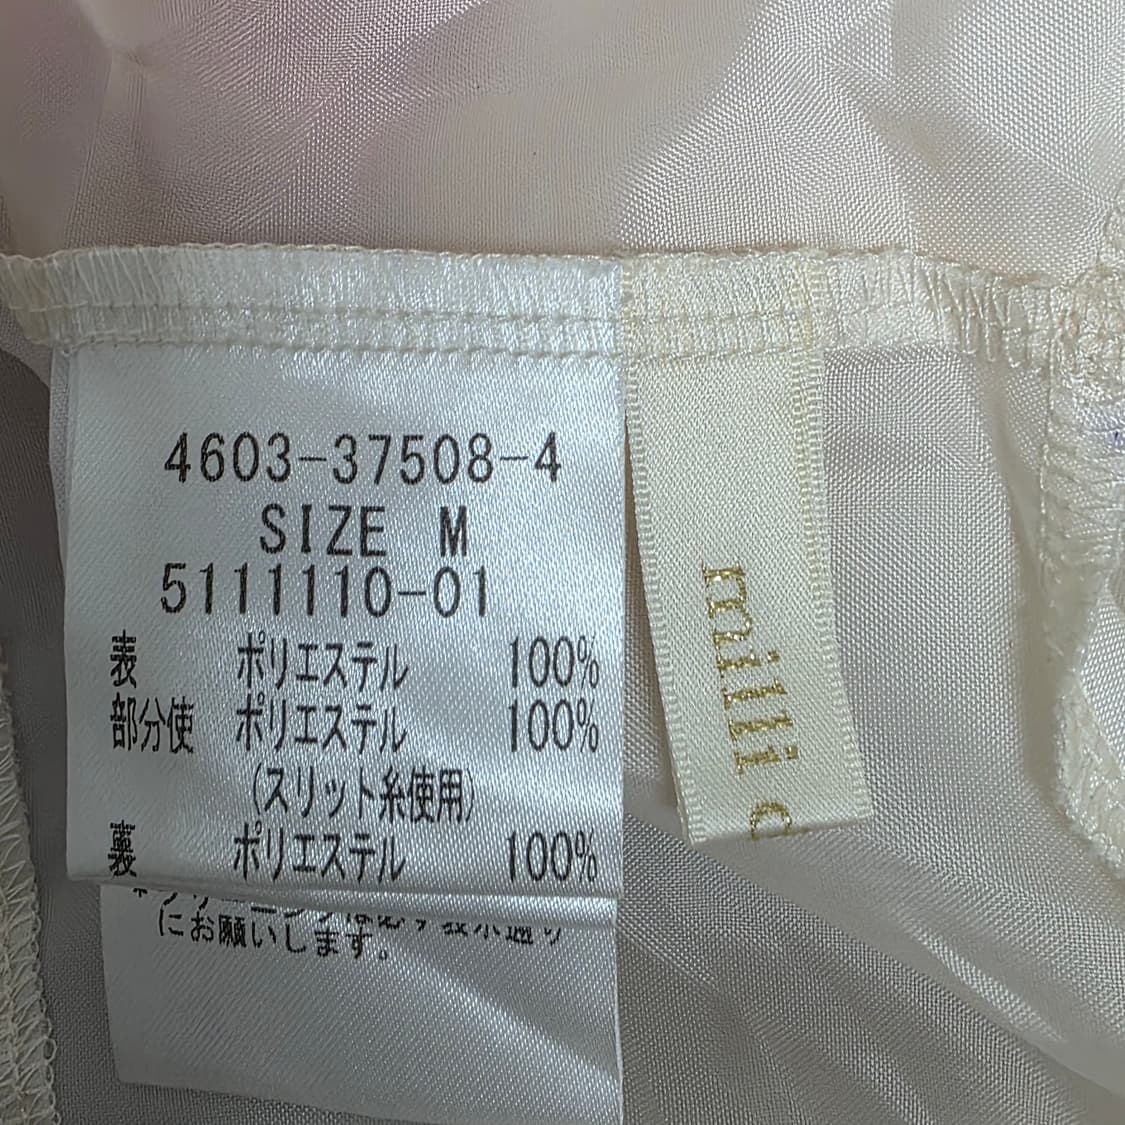 4603-37508-4
SIZE M
5111110-01
表 ポリエステル 100%
部分使 ポリエステル 100%
(スリット糸使用)
裏 ポリエステル 100%
にお願いします。
milli